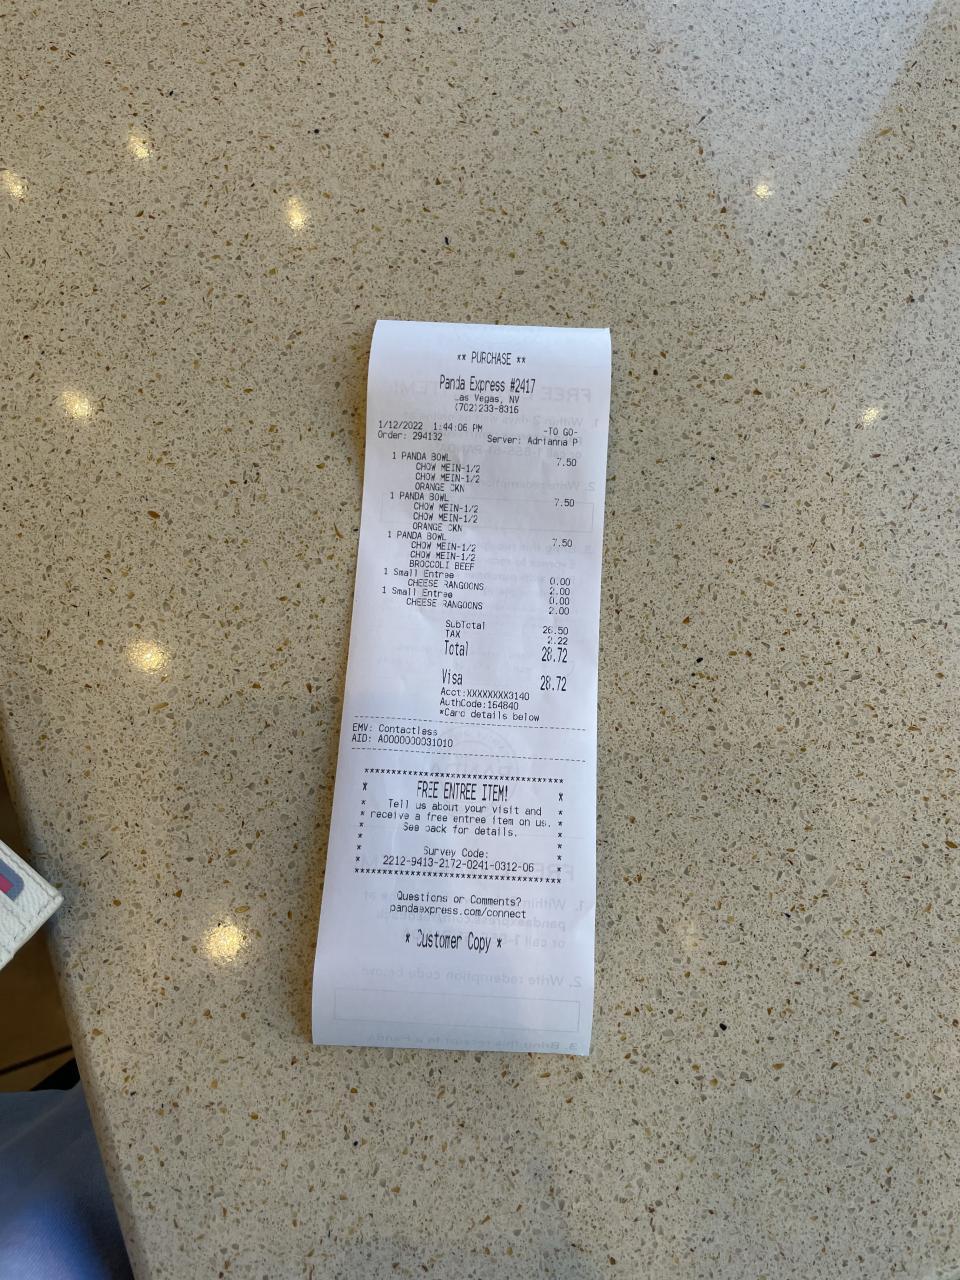 ** PURCHASE **
Panda Express #2417
Las Vegas, NV
(702)233-8316
1/12/2022 1:44:06 PM -TO GO-
Order: 294132 Server: Adrianna P
1 PANDA BOWL 7.50
CHOW MEIN-1/2
CHOW MEIN-1/2
ORANGE CKN
1 PANDA BOWL 7.50
CHOW MEIN-1/2
CHOW MEIN-1/2
ORANGE CKN
1 PANDA BOWL 7.50
CHOW MEIN-1/2
CHOW MEIN-1/2
BROCCOLI BEEF
1 Small Entree 0.00
CHEESE RANGOONS 2.00
1 Small Entree 0.00
CHEESE RANGOONS 2.00
SubTotal 26.50
TAX 2.22
Total 28.72
Visa 28.72
Acct:XXXXXXXX3140
AuthCode:164840
*Card details below
EMV: Contactless
AID: A0000000031010
****************************
* FREE ENTREE ITEM! *
* Tell us about your visit and *
* receive a free entree item on us. *
* See back for details. *
* Survey Code: *
* 2212-9413-2172-0241-0312-06 *
****************************
Questions or Comments?
pandaexpress.com/connect
* Customer Copy *